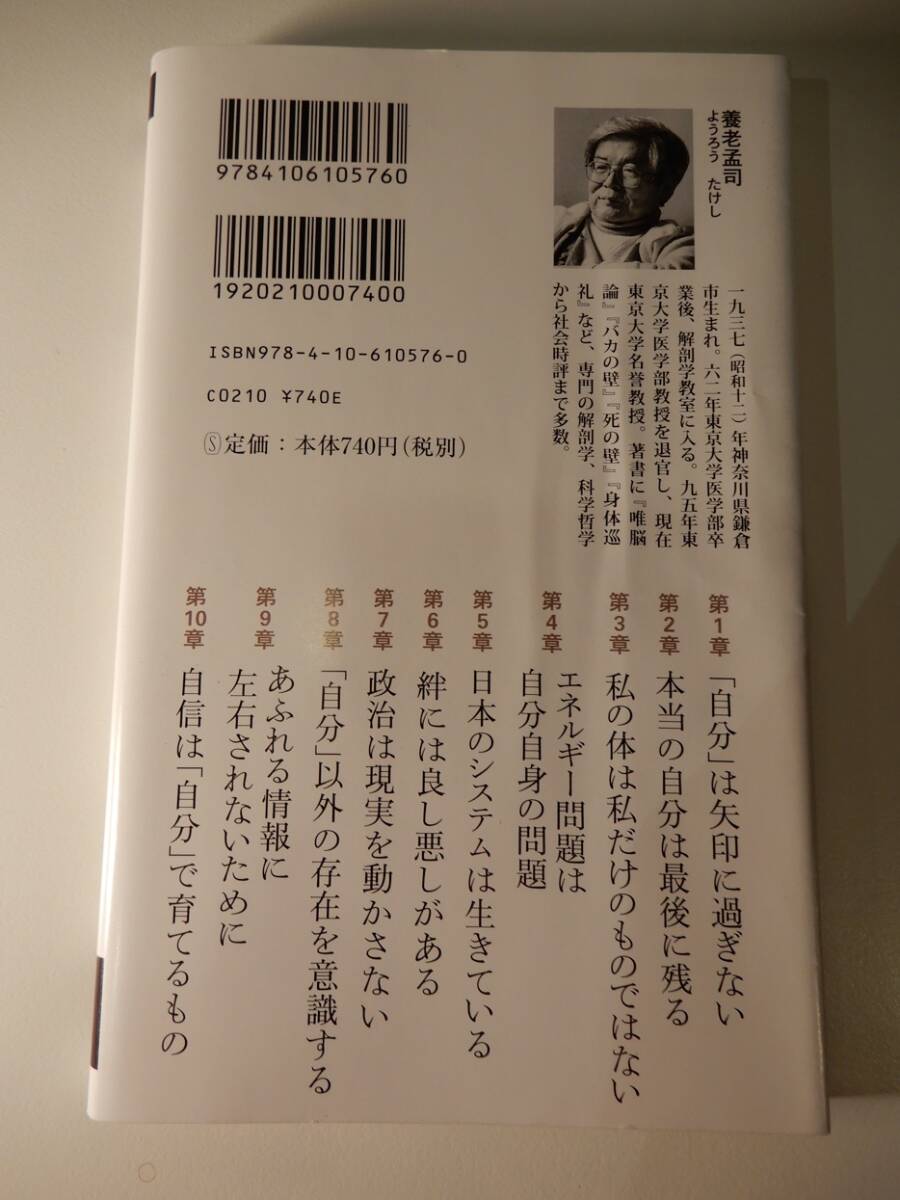 9784106105760
1920210007400
ISBN978-4-10-610576-0
C0210 ¥740E
Ⓢ定価：本体740円(税別)
養老孟司
ようろう たけし
一九三七（昭和十二）年神奈川県鎌倉
市生まれ。六二年東京大学医学部卒
業後、解剖学教室に入る。九五年東
京大学医学部教授を退官し、現在
東京大学名誉教授。著書に『唯脳
論』『バカの壁』『死の壁』『身体巡
礼』など、専門の解剖学、科学哲学
から社会時評まで多数。
第1章 「自分」は矢印に過ぎない
第2章 本当の自分は最後に残る
第3章 私の体は私だけのものではない
第4章 エネルギー問題は
自分自身の問題
第5章 日本のシステムは生きている
第6章 絆には良し悪しがある
第7章 政治は現実を動かさない
第8章 「自分」以外の存在を意識する
第9章 あふれる情報に
左右されないために
第10章 自信は「自分」で育てるもの